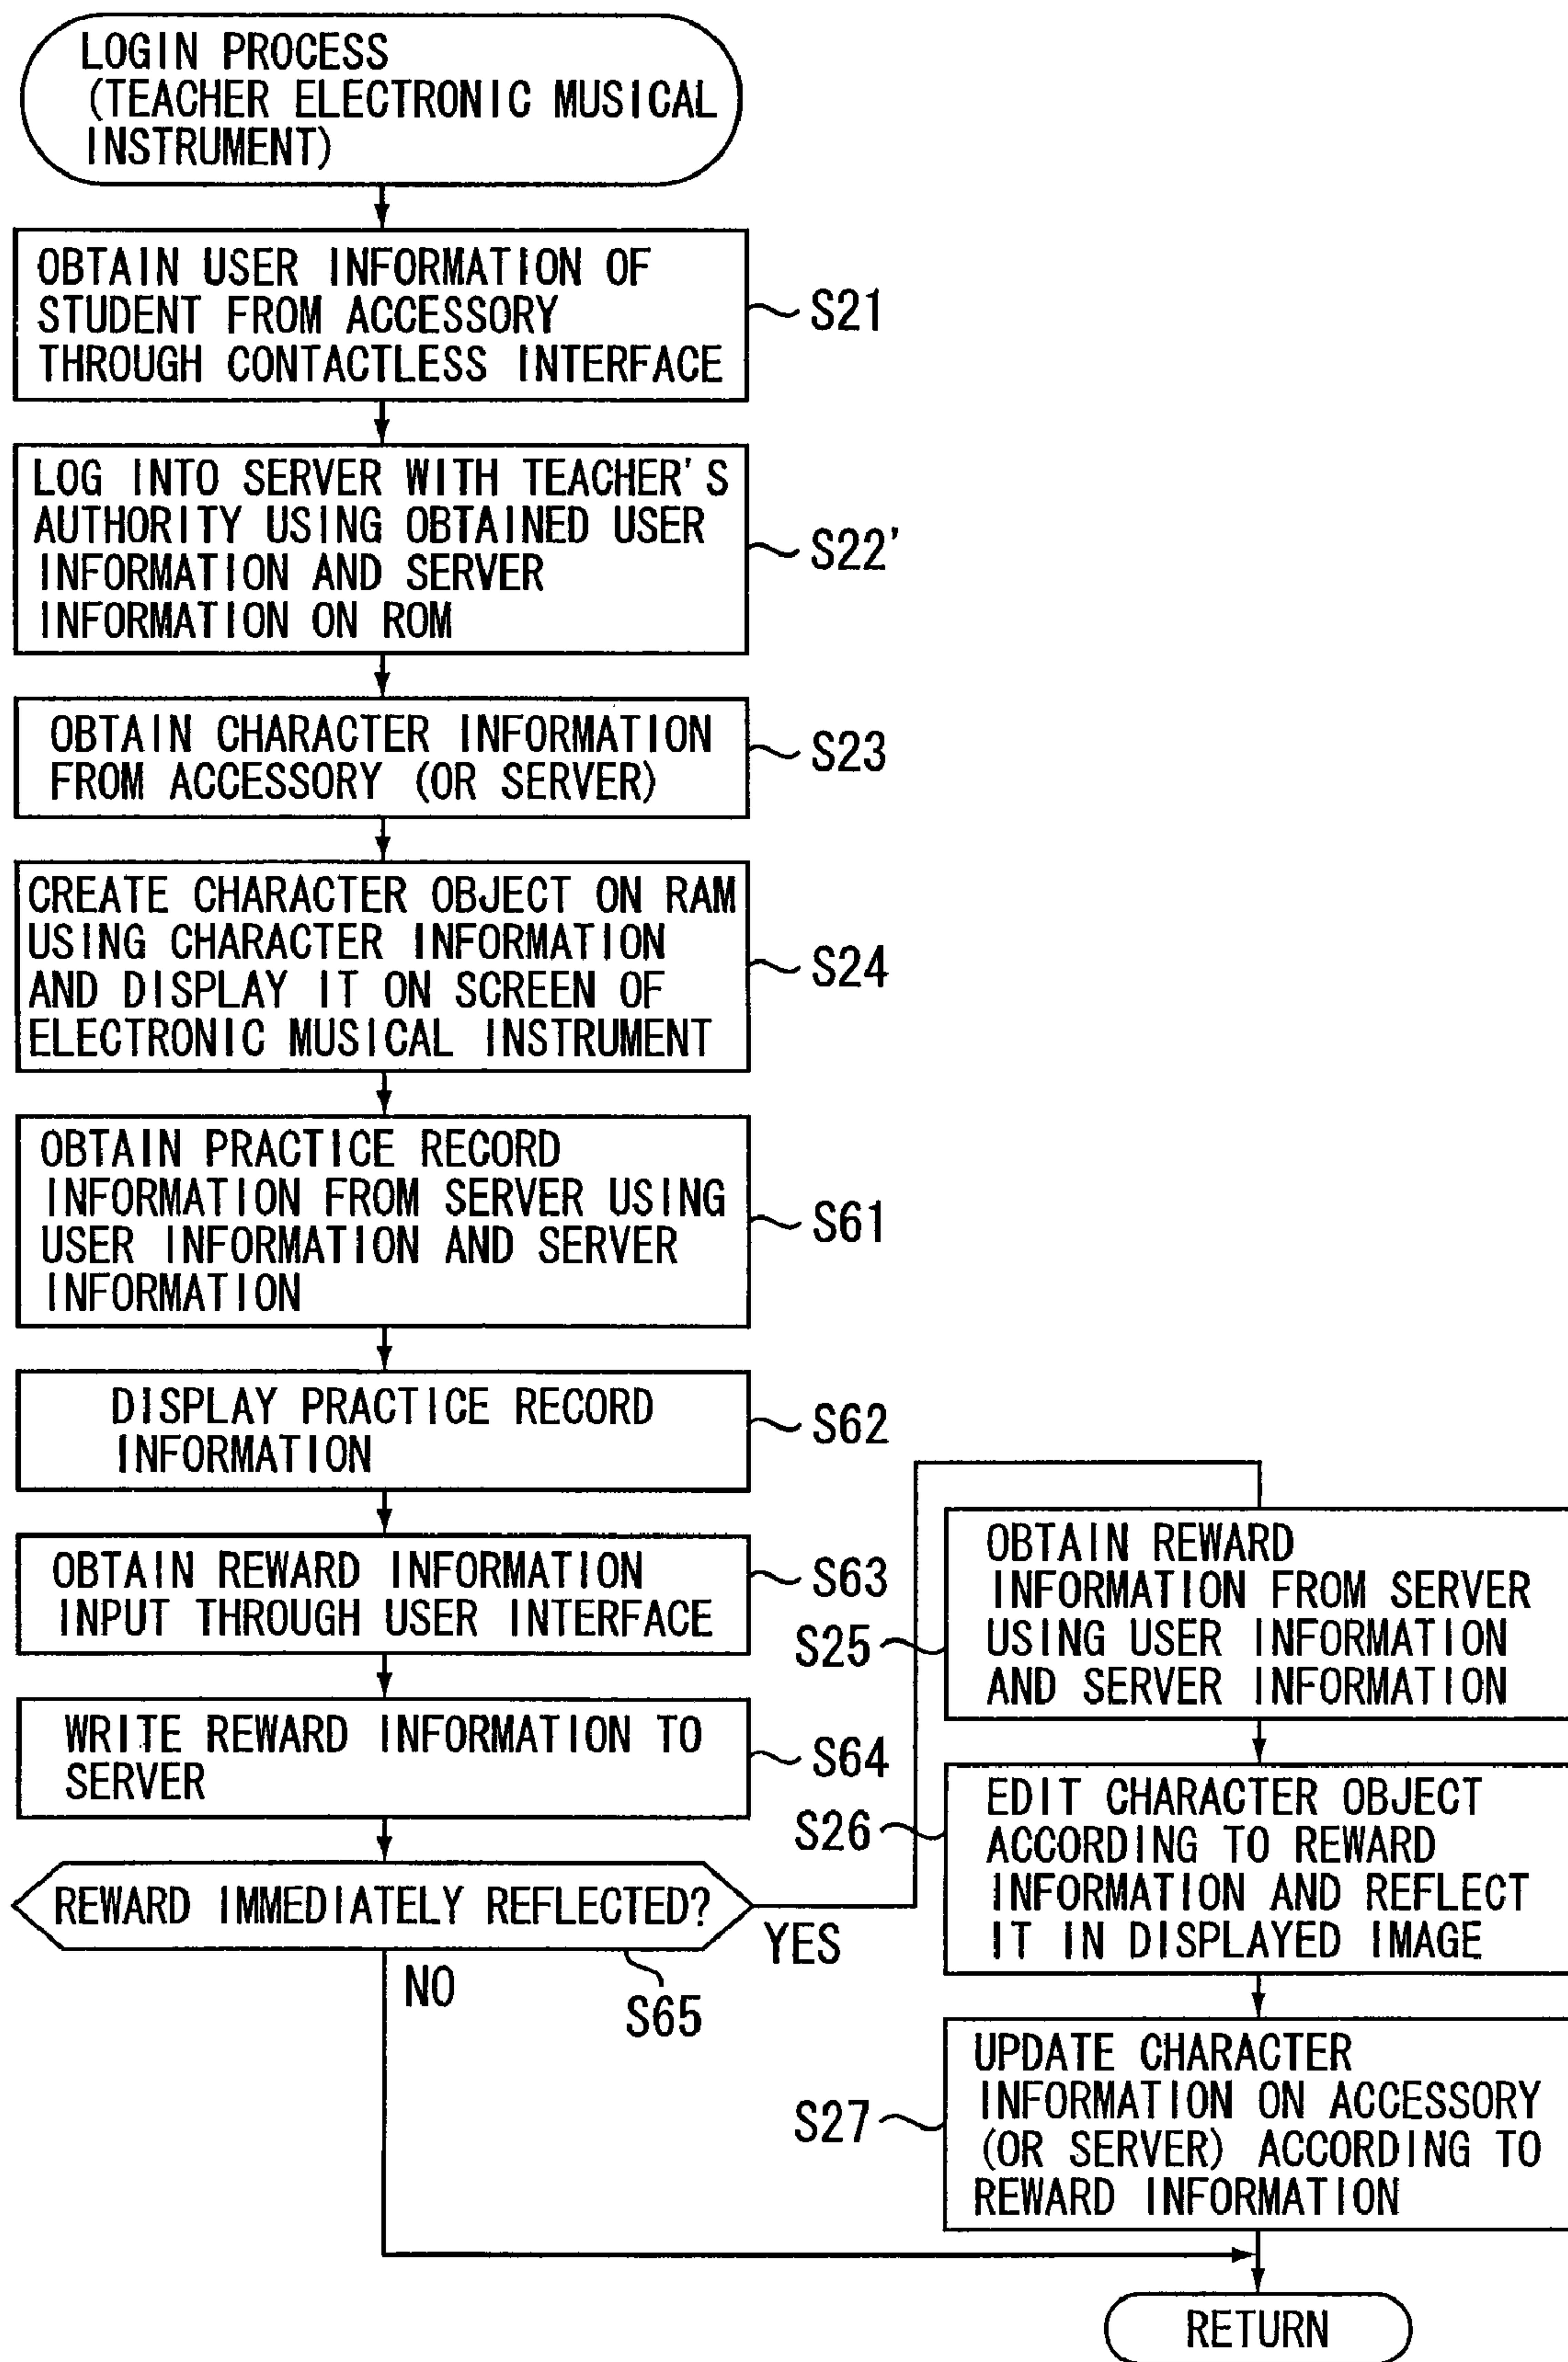 LOGIN PROCESS
(TEACHER ELECTRONIC MUSICAL
INSTRUMENT)
OBTAIN USER INFORMATION OF
STUDENT FROM ACCESSORY
THROUGH CONTACTLESS INTERFACE
S21
LOG INTO SERVER WITH TEACHER'S
AUTHORITY USING OBTAINED USER
INFORMATION AND SERVER
INFORMATION ON ROM
S22'
OBTAIN CHARACTER INFORMATION
FROM ACCESSORY (OR SERVER)
S23
CREATE CHARACTER OBJECT ON RAM
USING CHARACTER INFORMATION
AND DISPLAY IT ON SCREEN OF
ELECTRONIC MUSICAL INSTRUMENT
S24
OBTAIN PRACTICE RECORD
INFORMATION FROM SERVER USING
USER INFORMATION AND SERVER
INFORMATION
S61
DISPLAY PRACTICE RECORD
INFORMATION
S62
OBTAIN REWARD INFORMATION
INPUT THROUGH USER INTERFACE
S63
WRITE REWARD INFORMATION TO
SERVER
S64
REWARD IMMEDIATELY REFLECTED?
S65
YES
NO
OBTAIN REWARD
INFORMATION FROM SERVER
USING USER INFORMATION
AND SERVER INFORMATION
S25
EDIT CHARACTER OBJECT
ACCORDING TO REWARD
INFORMATION AND REFLECT
IT IN DISPLAYED IMAGE
S26
UPDATE CHARACTER
INFORMATION ON ACCESSORY
(OR SERVER) ACCORDING TO
REWARD INFORMATION
S27
RETURN